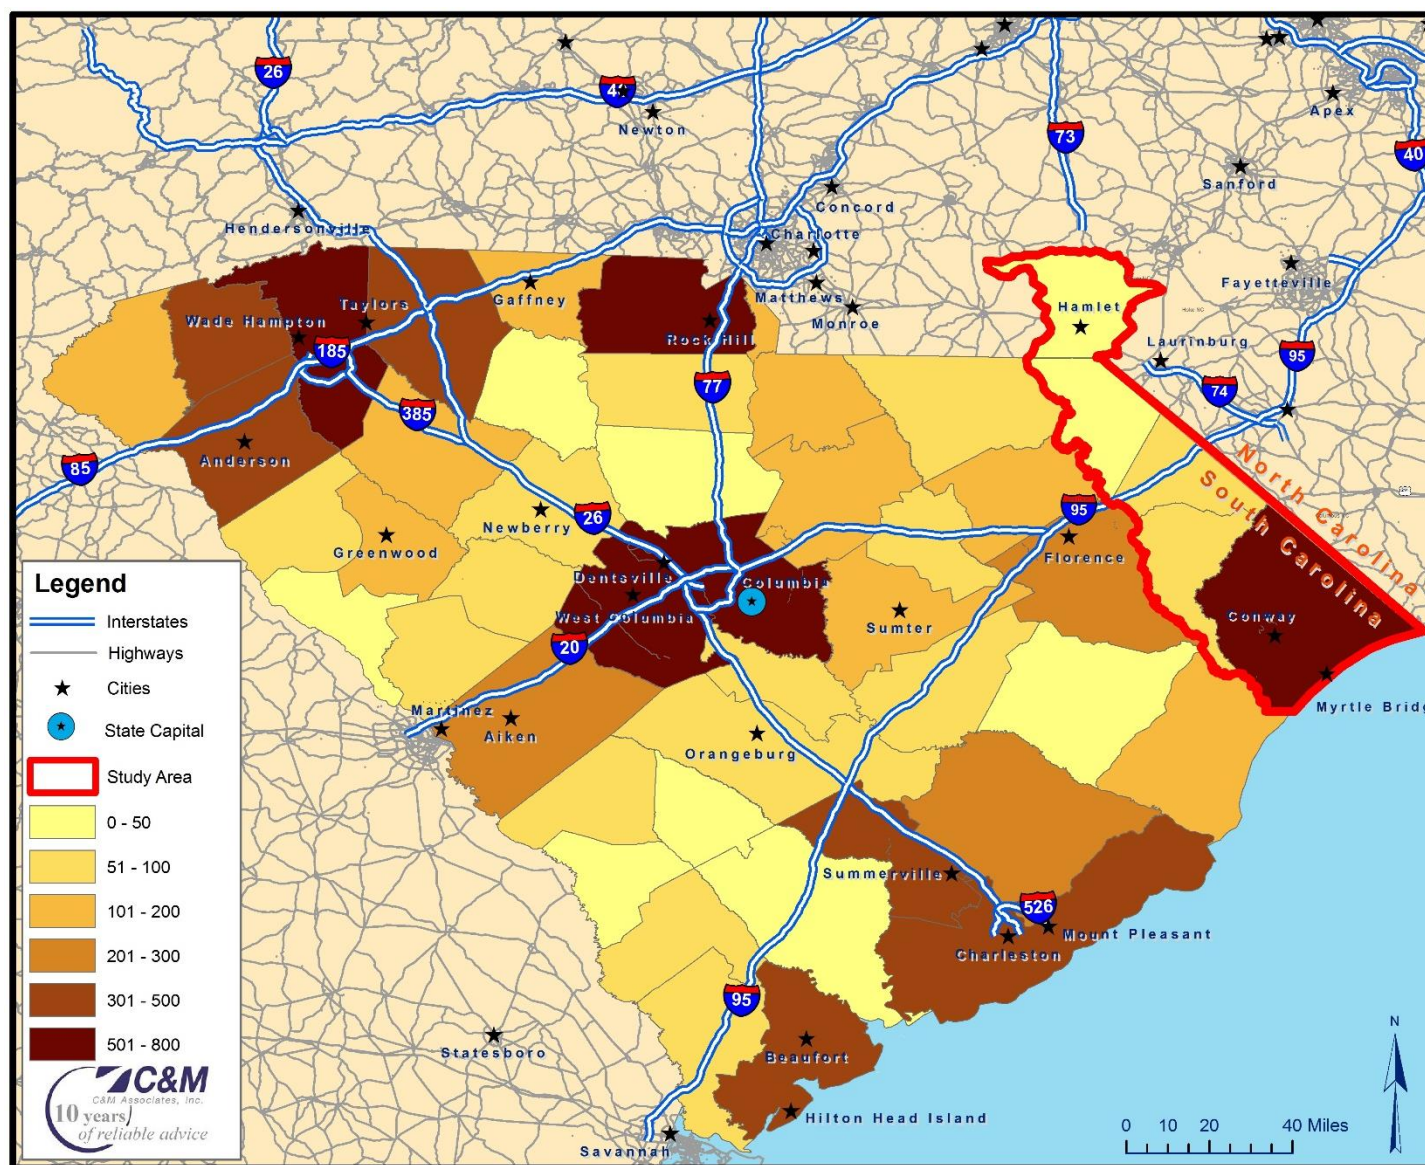 26
4
Newton
73
Apex
40
Sanford
Concord
Hendersonville
Charlotte
Fayetteville
Matthews
Monroe
Gaffney
Taylors
Wade Hampton
Rock Hill
Hamlet
Laurinburg
185
77
95
74
385
Anderson
85
North Carolina
South Carolina
Newberry
26
95
Greenwood
Florence
Dentsville
Columbia
West Columbia
Conway
Sumter
20
Martinez
Aiken
Orangeburg
Myrtle Bridg
Summerville
526
Mount Pleasant
Charleston
95
Statesboro
Beaufort
Hilton Head Island
Savannah
Legend
Interstates
Highways
Cities
State Capital
Study Area
0 - 50
51 - 100
101 - 200
201 - 300
301 - 500
501 - 800
C&M
C&M Associates, Inc.
10 years
of reliable advice
N
0 10 20 40 Miles